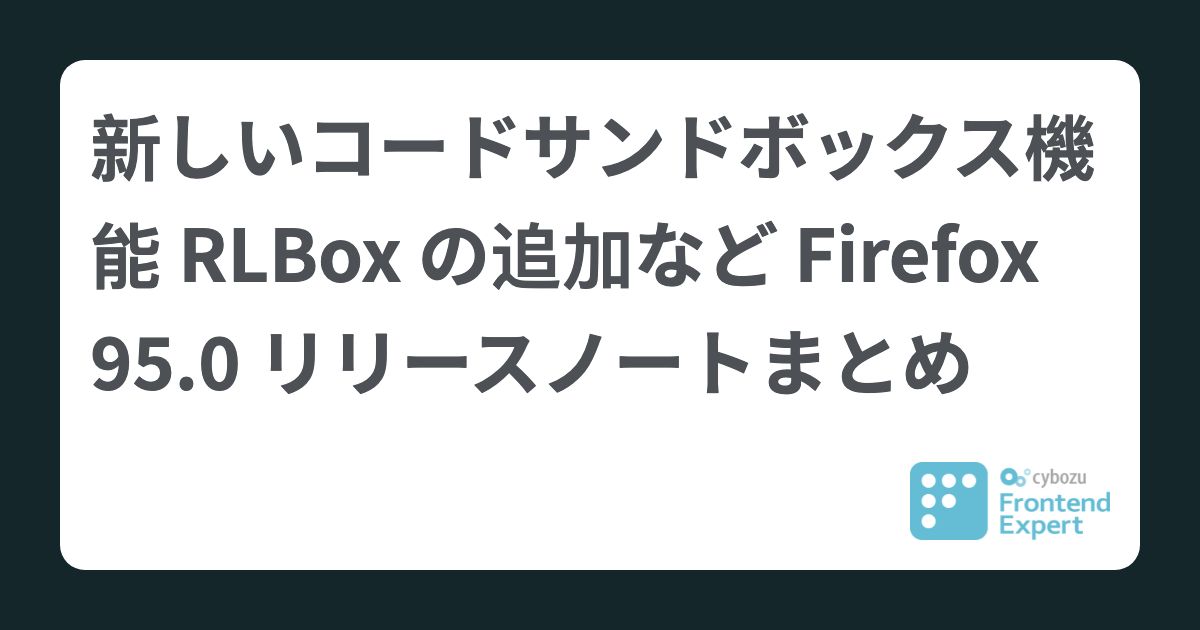 新しいコードサンドボックス機
能 RLBox の追加など Firefox
95.0 リリースノートまとめ
cybozu
Frontend
Expert